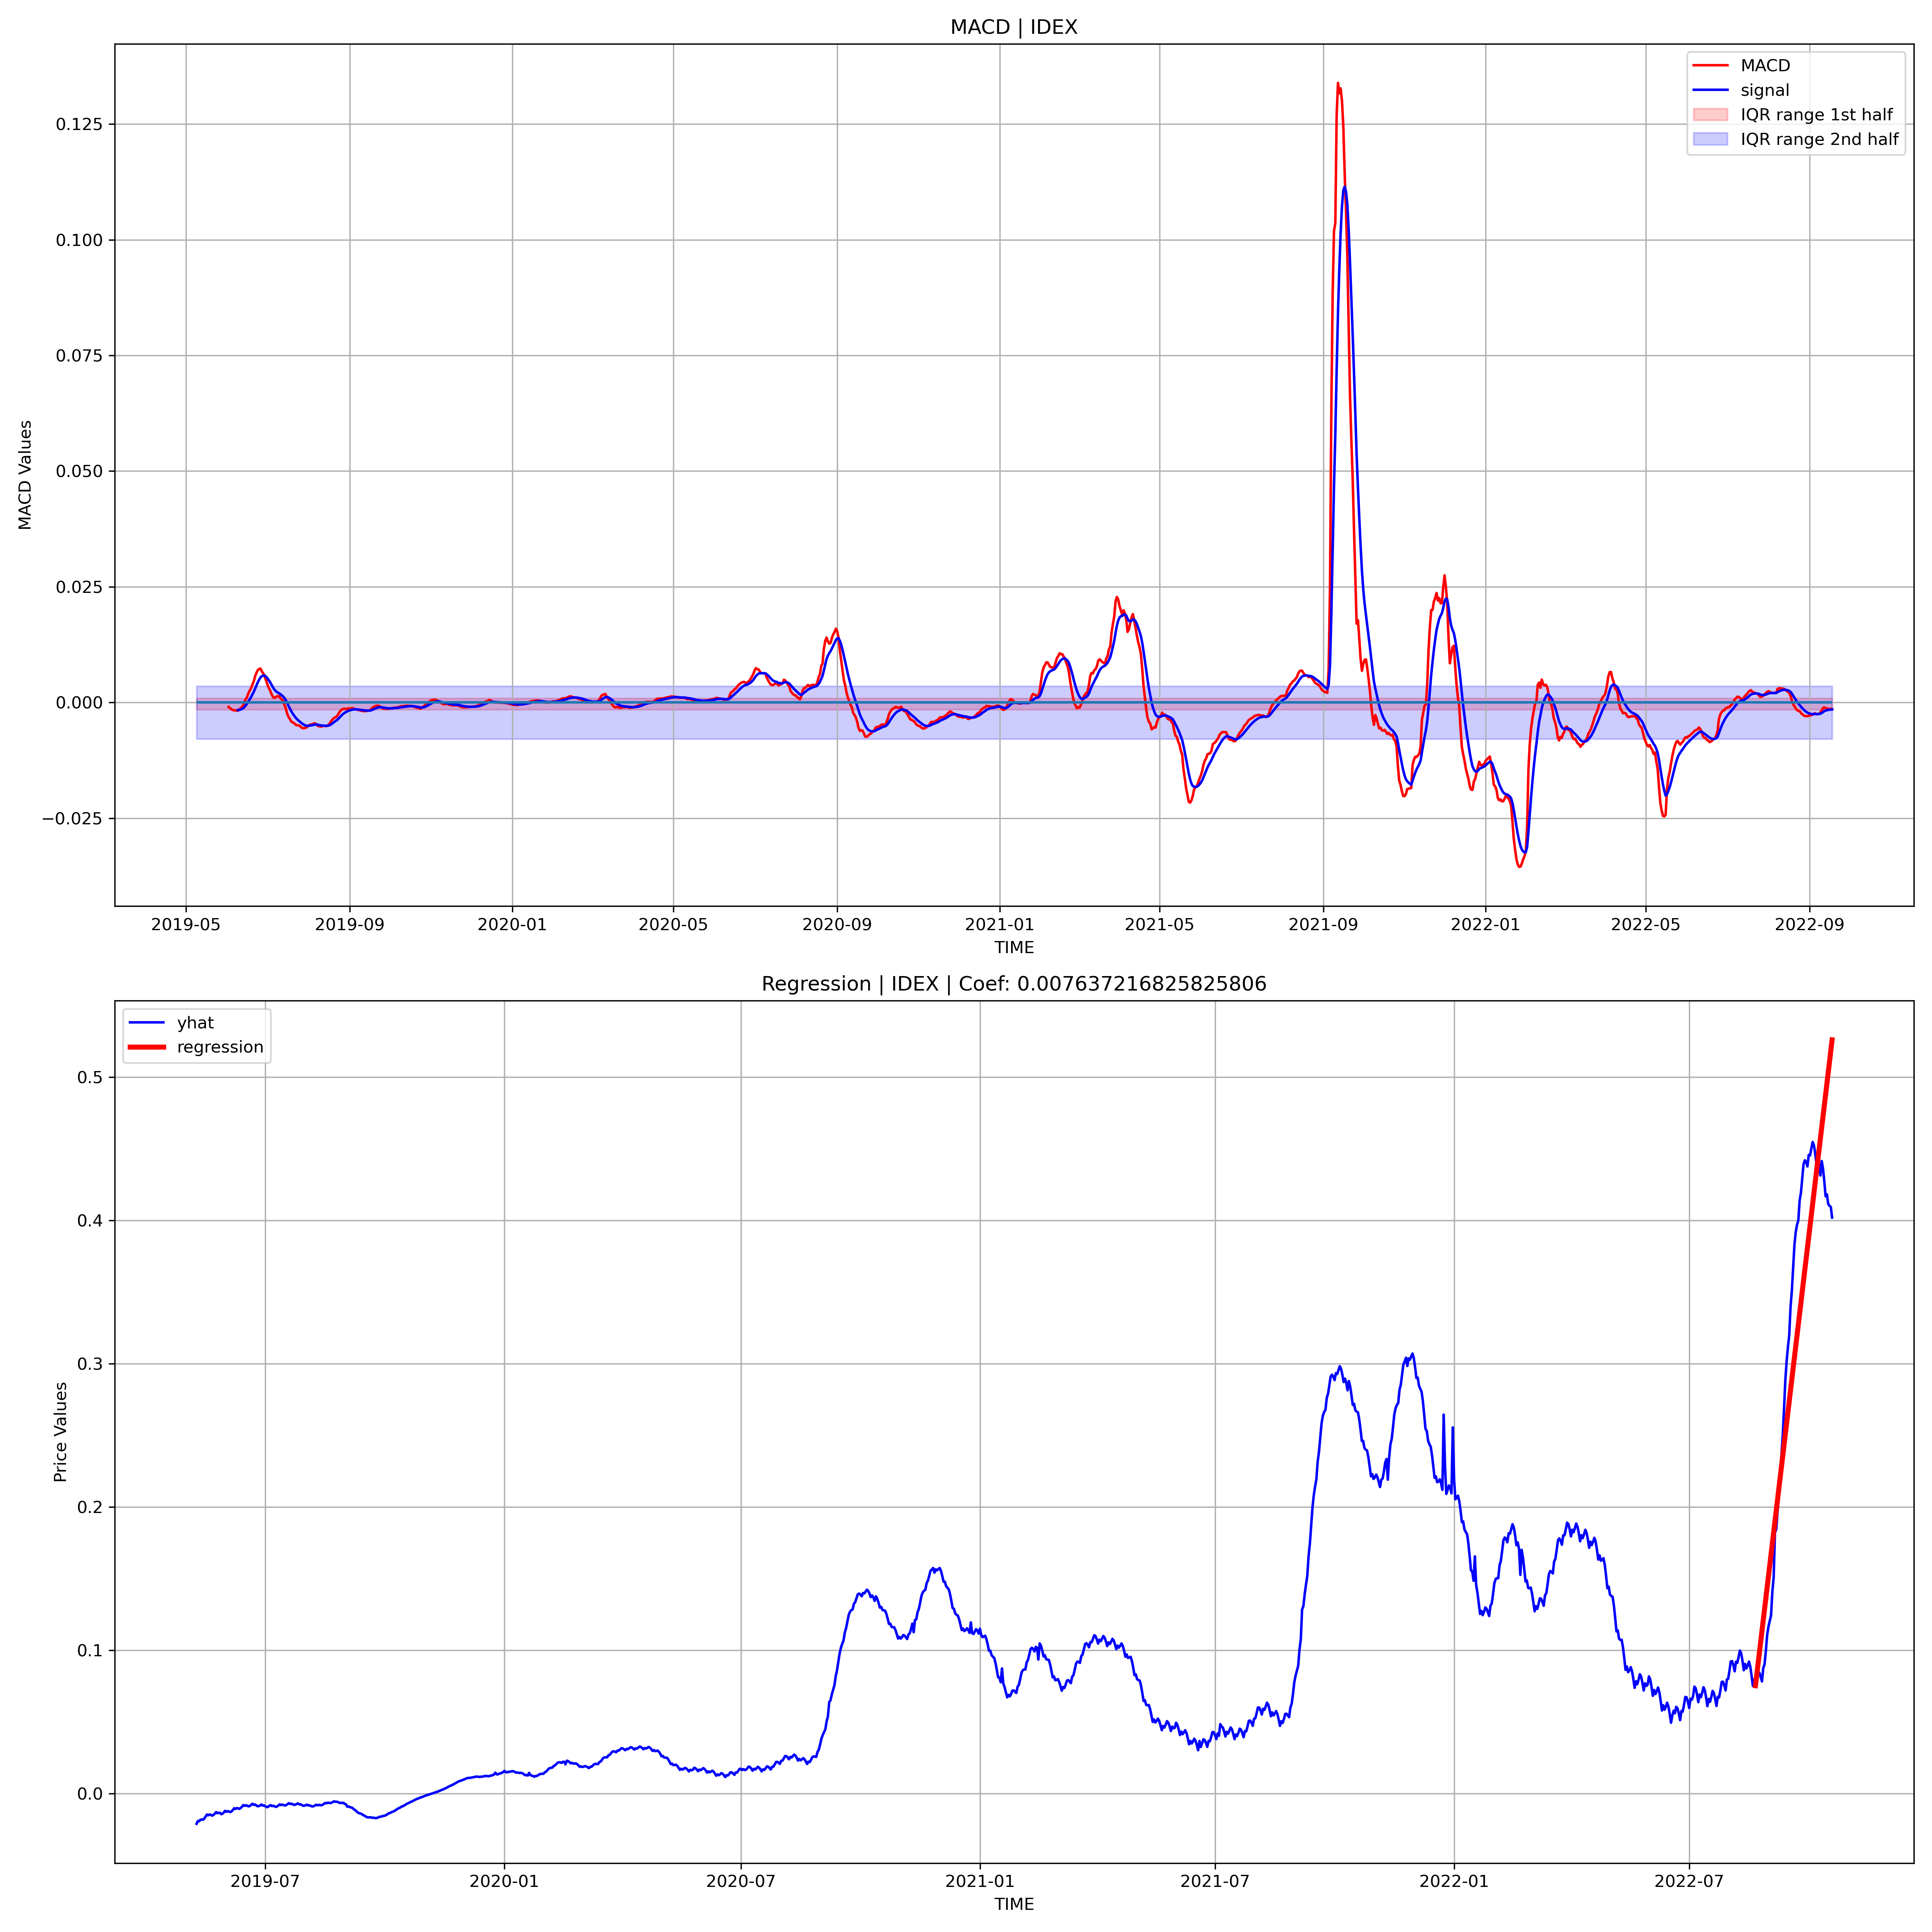 MACD | IDEX
MACD
signal
IQR range 1st half
IQR range 2nd half
0.125
0.100
0.075
0.050
0.025
0.000
−0.025
MACD Values
2019-05 2019-09 2020-01 2020-05 2020-09 2021-01 2021-05 2021-09 2022-01 2022-05 2022-09
TIME
Regression | IDEX | Coef: 0.007637216825825806
yhat
regression
0.5
0.4
0.3
0.2
0.1
0.0
Price Values
2019-07 2020-01 2020-07 2021-01 2021-07 2022-01 2022-07
TIME